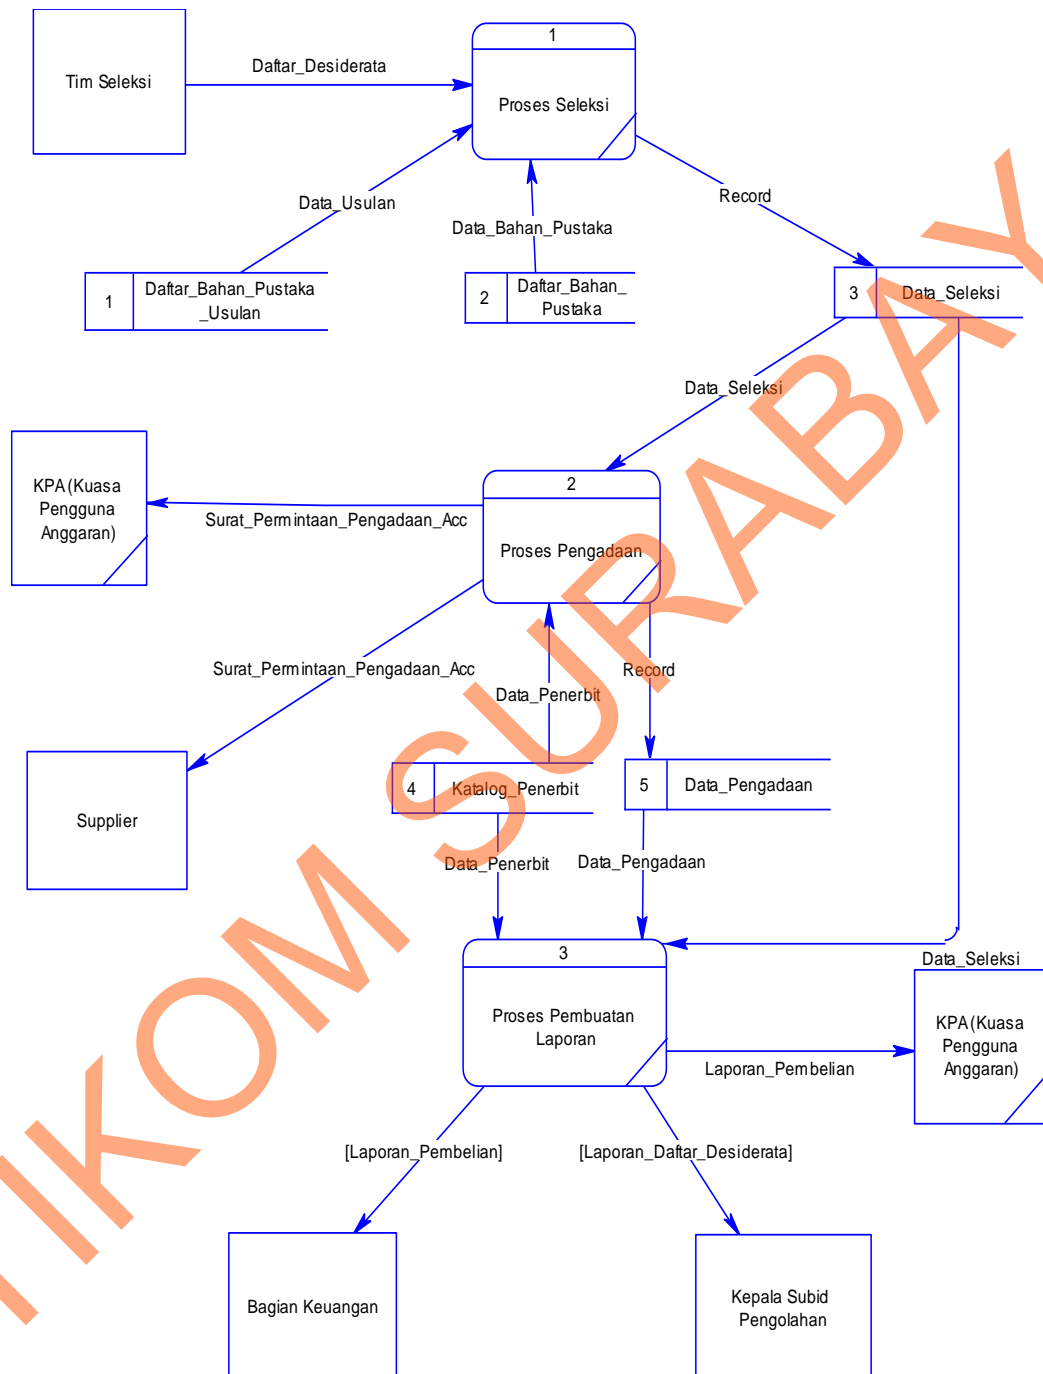 1
Tim Seleksi
Daftar_Desiderata
Proses Seleksi
Data_Usulan
Record
Data_Bahan_Pustaka
1
Daftar_Bahan_Pustaka
_Usulan
2
Daftar_Bahan_
Pustaka
3
Data_Seleksi
Data_Seleksi
KPA(Kuasa
Pengguna
Anggaran)
2
Surat_Permintaan_Pengadaan_Acc
Proses Pengadaan
Surat_Permintaan_Pengadaan_Acc
Record
Data_Penerbit
Supplier
4
Katalog_Penerbit
5
Data_Pengadaan
Data_Penerbit
Data_Pengadaan
3
Data_Seleksi
Proses Pembuatan
Laporan
KPA(Kuasa
Pengguna
Anggaran)
Laporan_Pembelian
[Laporan_Pembelian]
[Laporan_Daftar_Desiderata]
Bagian Keuangan
Kepala Subid
Pengolahan
IKOM SURABAY